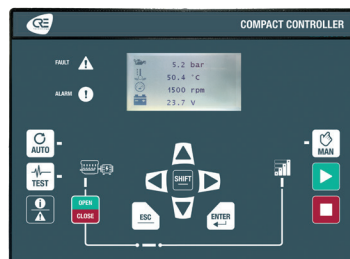 CRE
COMPACT CONTROLLER
FAULT
ALARM
5.2 bar
50.4 °C
1500 rpm
23.7 V
AUTO
MAN
TEST
SHIFT
OPEN
CLOSE
ESC
ENTER